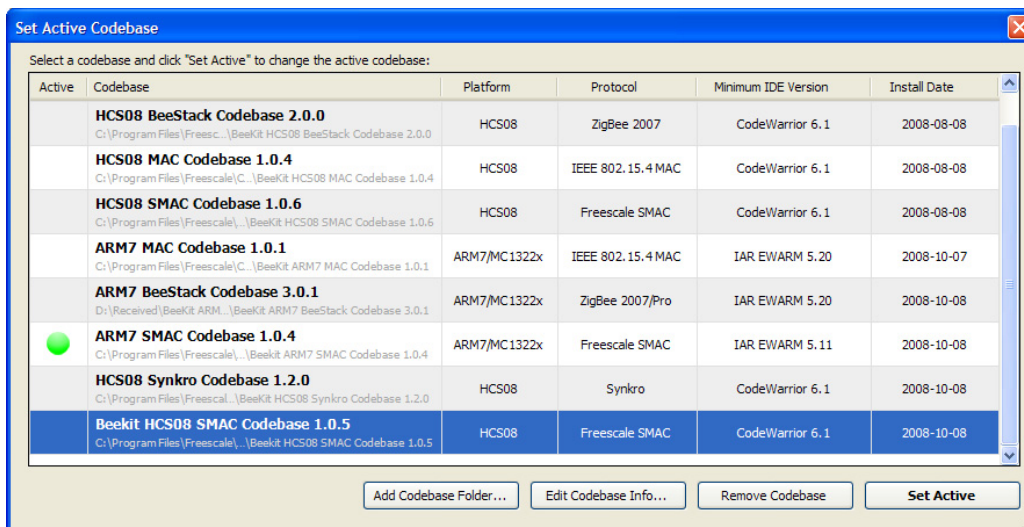 Set Active Codebase
Select a codebase and click "Set Active" to change the active codebase:
Active Codebase Platform Protocol Minimum IDE Version Install Date
HCS08 BeeStack Codebase 2.0.0
C:\Program Files\Freesc...\BeeKit HCS08 BeeStack Codebase 2.0.0
HCS08 ZigBee 2007 CodeWarrior 6.1 2008-08-08
HCS08 MAC Codebase 1.0.4
C:\Program Files\Freescale\C...\BeeKit HCS08 MAC Codebase 1.0.4
HCS08 IEEE 802.15.4 MAC CodeWarrior 6.1 2008-08-08
HCS08 SMAC Codebase 1.0.6
C:\Program Files\Freescale\...\BeeKit HCS08 SMAC Codebase 1.0.6
HCS08 Freescale SMAC CodeWarrior 6.1 2008-08-08
ARM7 MAC Codebase 1.0.1
C:\Program Files\Freescale\C...\BeeKit ARM7 MAC Codebase 1.0.1
ARM7/MC1322x IEEE 802.15.4 MAC IAR EWARM 5.20 2008-10-07
ARM7 BeeStack Codebase 3.0.1
D:\Received\BeeKit ARM...\BeeKit ARM7 BeeStack Codebase 3.0.1
ARM7/MC1322x ZigBee 2007/Pro IAR EWARM 5.20 2008-10-08
ARM7 SMAC Codebase 1.0.4
C:\Program Files\Freescale\...\Beekit ARM7 SMAC Codebase 1.0.4
ARM7/MC1322x Freescale SMAC IAR EWARM 5.11 2008-10-08
HCS08 Synkro Codebase 1.2.0
C:\Program Files\Freescal...\BeeKit HCS08 Synkro Codebase 1.2.0
HCS08 Synkro CodeWarrior 6.1 2008-10-08
Beekit HCS08 SMAC Codebase 1.0.5
C:\Program Files\Freescale\...\Beekit HCS08 SMAC Codebase 1.0.5
HCS08 Freescale SMAC CodeWarrior 6.1 2008-10-08
Add Codebase Folder... Edit Codebase Info... Remove Codebase Set Active